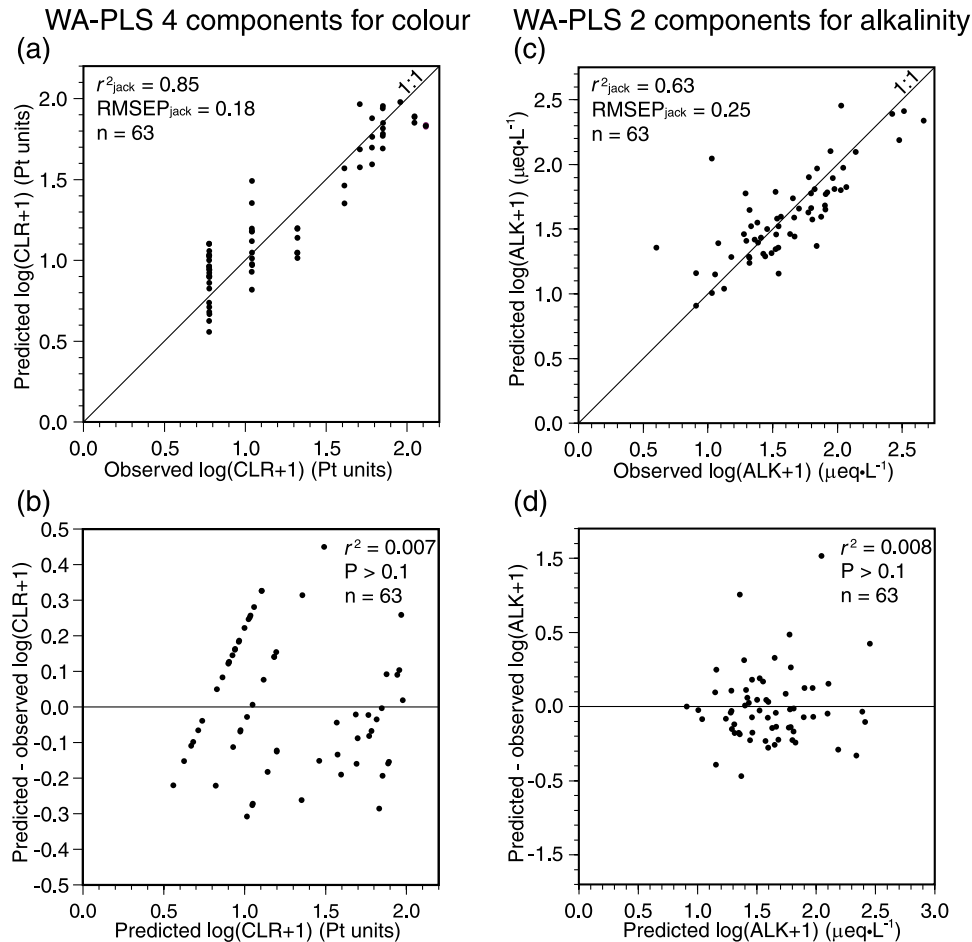 WA-PLS 4 components for colour
WA-PLS 2 components for alkalinity
(a)
r²jack = 0.85
RMSEPjack = 0.18
n = 63
1:1
Predicted log(CLR+1) (Pt units)
2.0
1.5
1.0
0.5
0.0
0.0 0.5 1.0 1.5 2.0
Observed log(CLR+1) (Pt units)
(c)
r²jack = 0.63
RMSEPjack = 0.25
n = 63
1:1
Predicted log(ALK+1) (µeq•L⁻¹)
2.5
2.0
1.5
1.0
0.5
0.0
0.0 0.5 1.0 1.5 2.0 2.5
Observed log(ALK+1) (µeq•L⁻¹)
(b)
r² = 0.007
P > 0.1
n = 63
Predicted - observed log(CLR+1)
0.5
0.4
0.3
0.2
0.1
0.0
-0.1
-0.2
-0.3
-0.4
-0.5
0.0 0.5 1.0 1.5 2.0
Predicted log(CLR+1) (Pt units)
(d)
r² = 0.008
P > 0.1
n = 63
Predicted - observed log(ALK+1)
1.5
0.5
0.0
-0.5
-1.5
0.0 0.5 1.0 1.5 2.0 2.5 3.0
Predicted log(ALK+1) (µeq•L⁻¹)